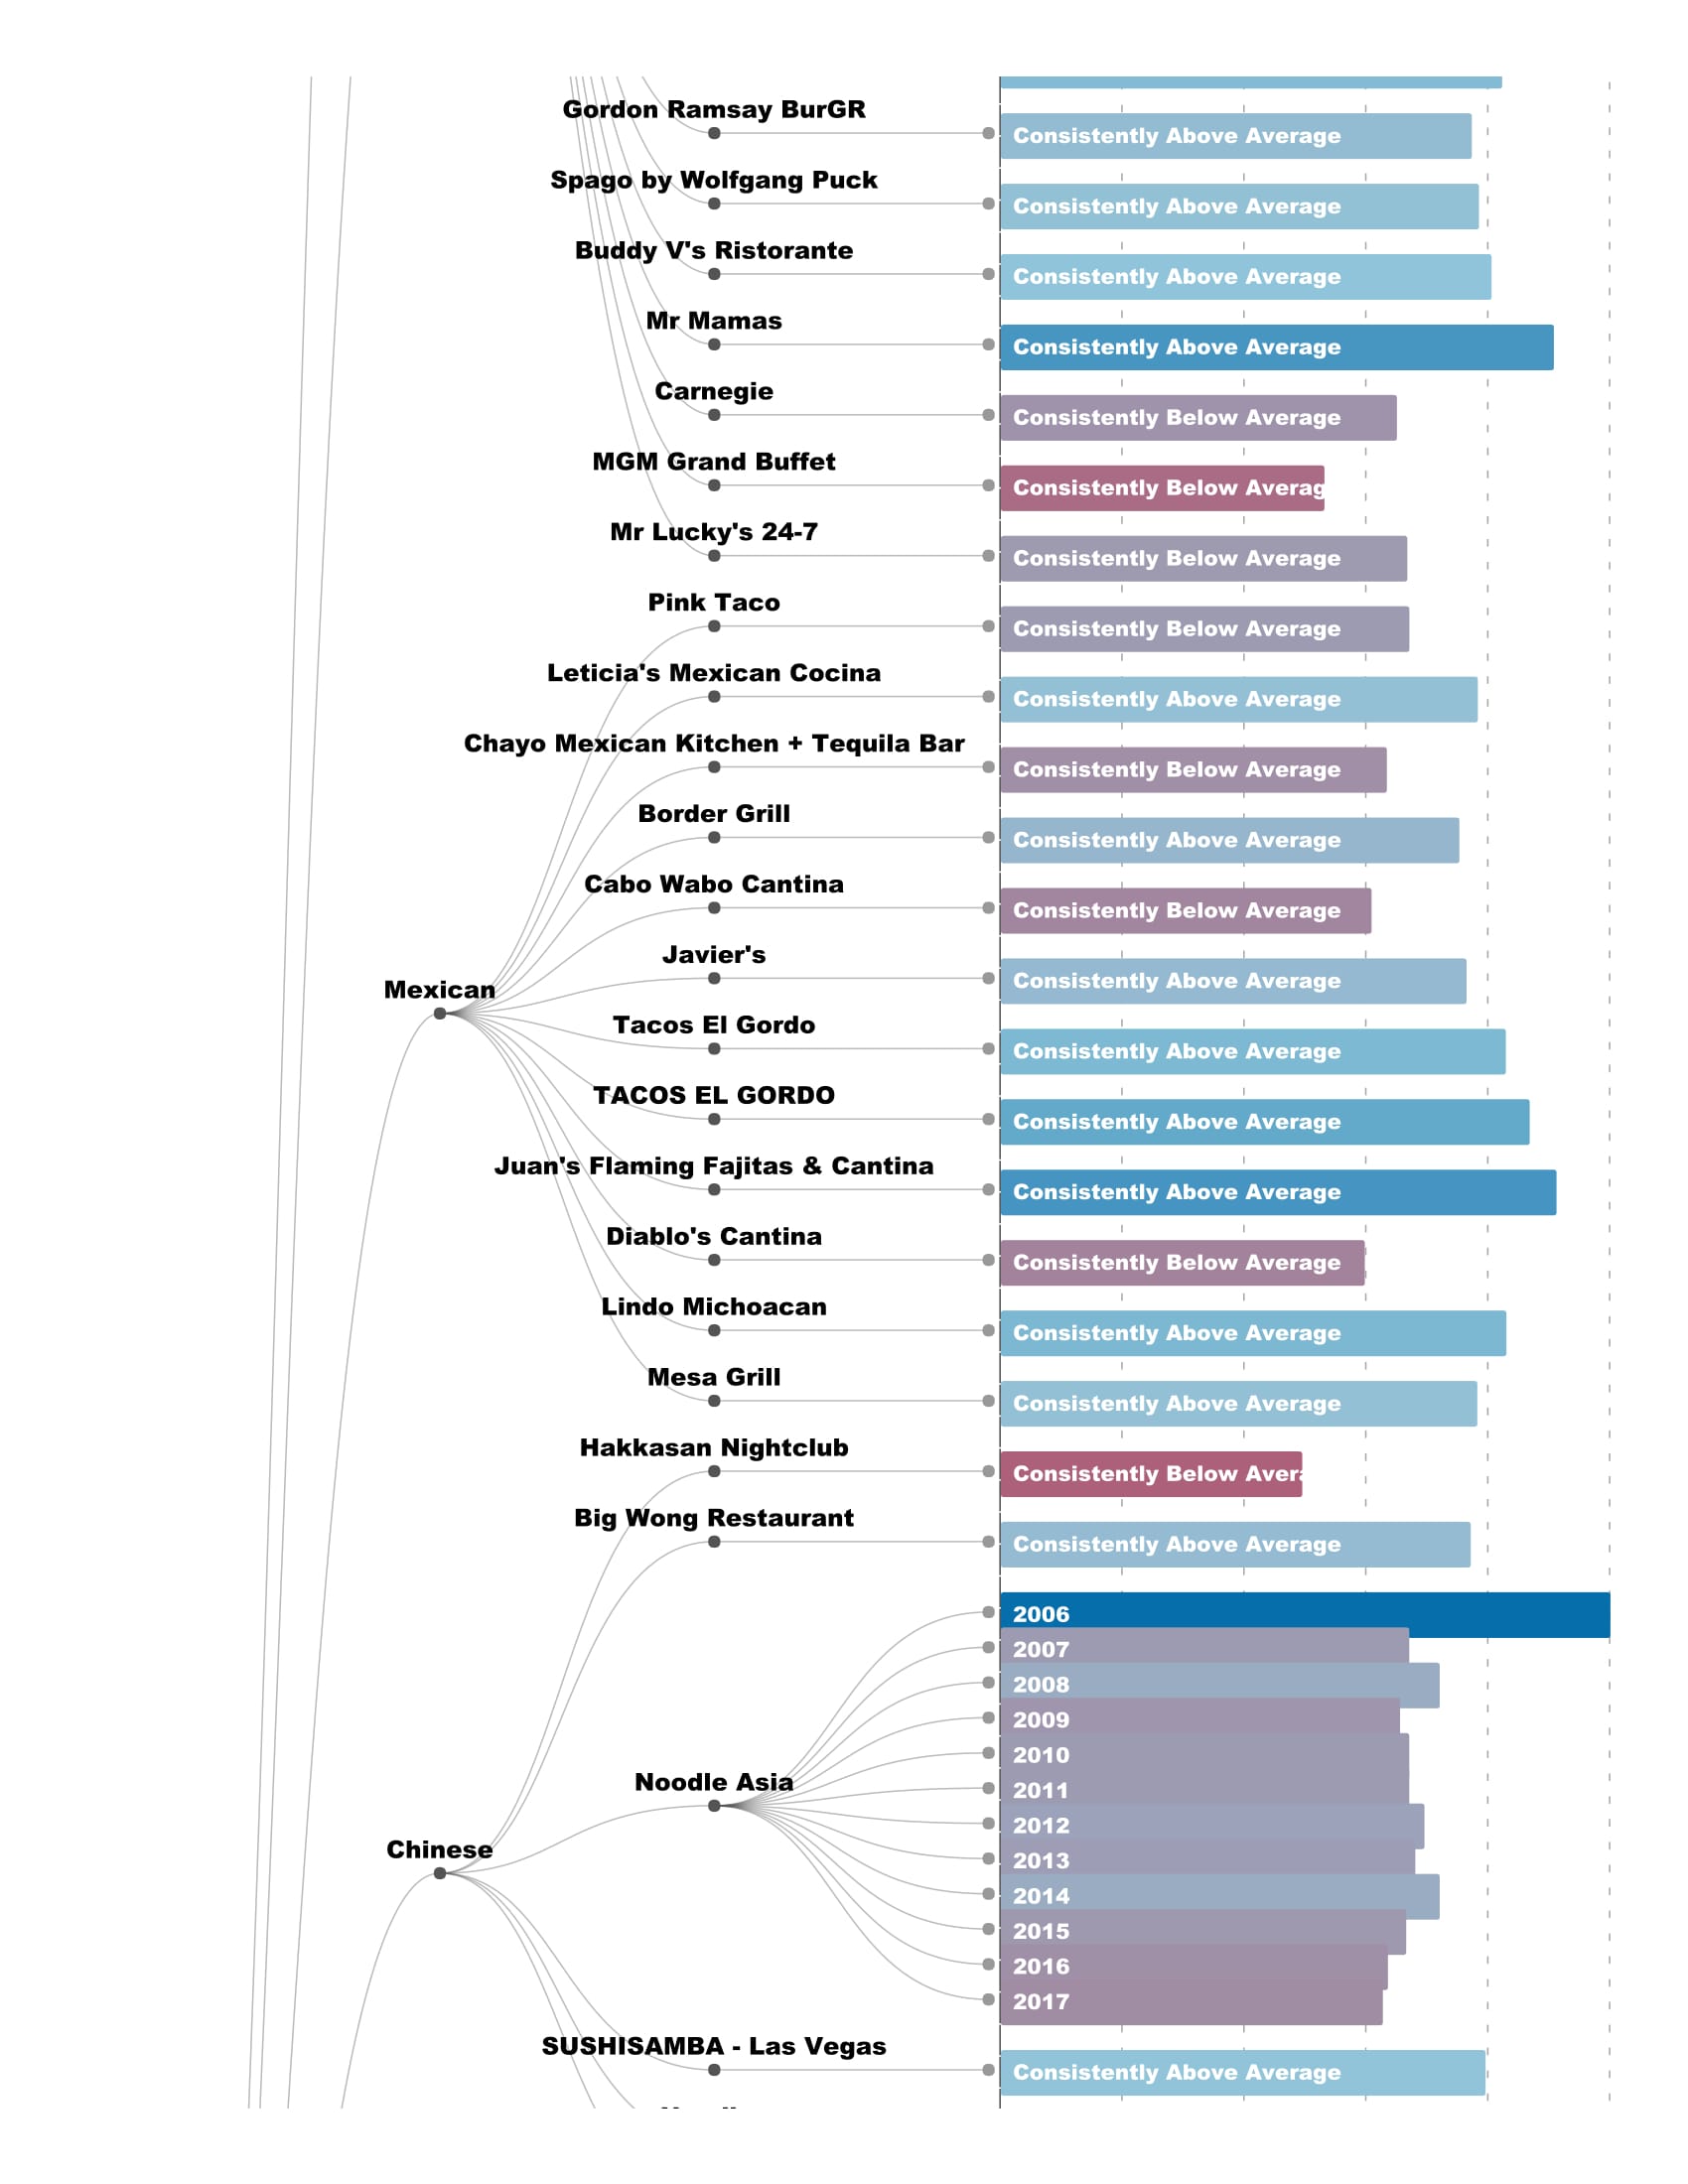 Gordon Ramsay BurGR
Consistently Above Average
Spago by Wolfgang Puck
Consistently Above Average
Buddy V's Ristorante
Consistently Above Average
Mr Mamas
Consistently Above Average
Carnegie
Consistently Below Average
MGM Grand Buffet
Consistently Below Averag
Mr Lucky's 24-7
Consistently Below Average
Pink Taco
Consistently Below Average
Leticia's Mexican Cocina
Consistently Above Average
Chayo Mexican Kitchen + Tequila Bar
Consistently Below Average
Border Grill
Consistently Above Average
Cabo Wabo Cantina
Consistently Below Average
Javier's
Consistently Above Average
Mexican
Tacos El Gordo
Consistently Above Average
TACOS EL GORDO
Consistently Above Average
Juan's Flaming Fajitas & Cantina
Consistently Above Average
Diablo's Cantina
Consistently Below Average
Lindo Michoacan
Consistently Above Average
Mesa Grill
Consistently Above Average
Hakkasan Nightclub
Consistently Below Avera
Big Wong Restaurant
Consistently Above Average
2006
2007
2008
2009
2010
Noodle Asia
2011
2012
Chinese
2013
2014
2015
2016
2017
SUSHISAMBA - Las Vegas
Consistently Above Average